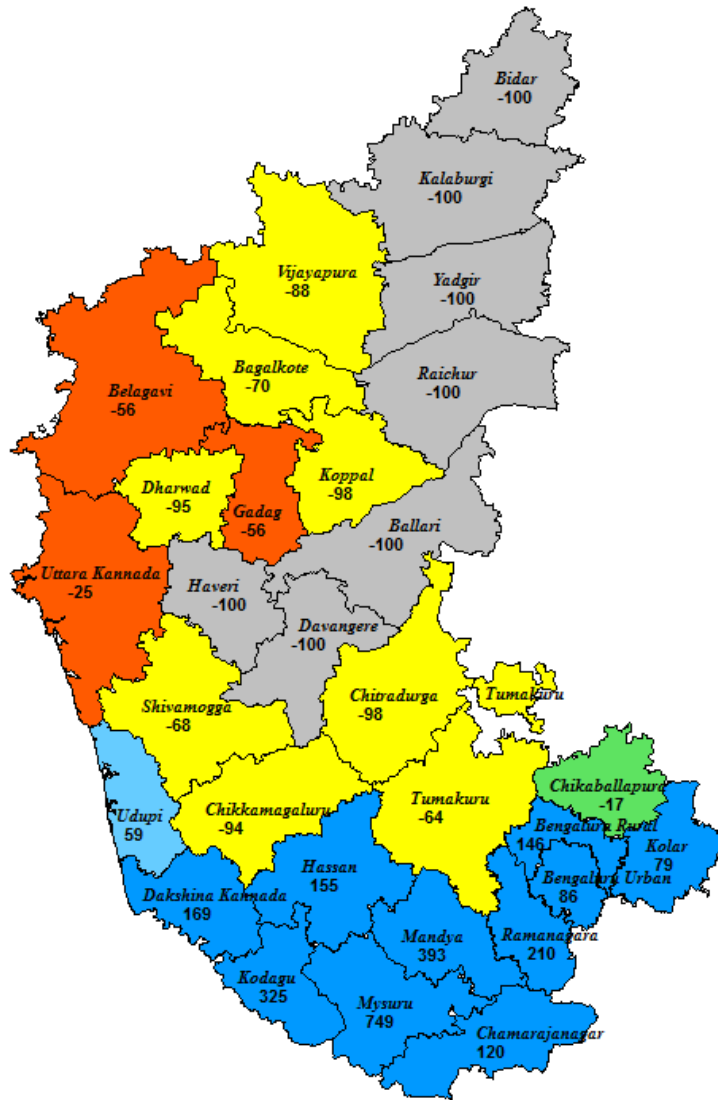 Bidar
-100
Kalaburgi
-100
Vijayapura
-88
Yadgir
-100
Bagalkote
-70
Raichur
-100
Belagavi
-56
Dharwad
-95
Gadag
-56
Koppal
-98
Ballari
-100
Uttara Kannada
-25
Haveri
-100
Davangere
-100
Shivamogga
-68
Chitradurga
-98
Tumakuru
Udupi
59
Chikkamagaluru
-94
Tumakuru
-64
Chikaballapura
-17
Bengaluru Rural
146
Kolar
79
Bengaluru Urban
86
Hassan
155
Dakshina Kannada
169
Mandya
393
Ramanagara
210
Kodagu
325
Mysuru
749
Chamarajanagar
120